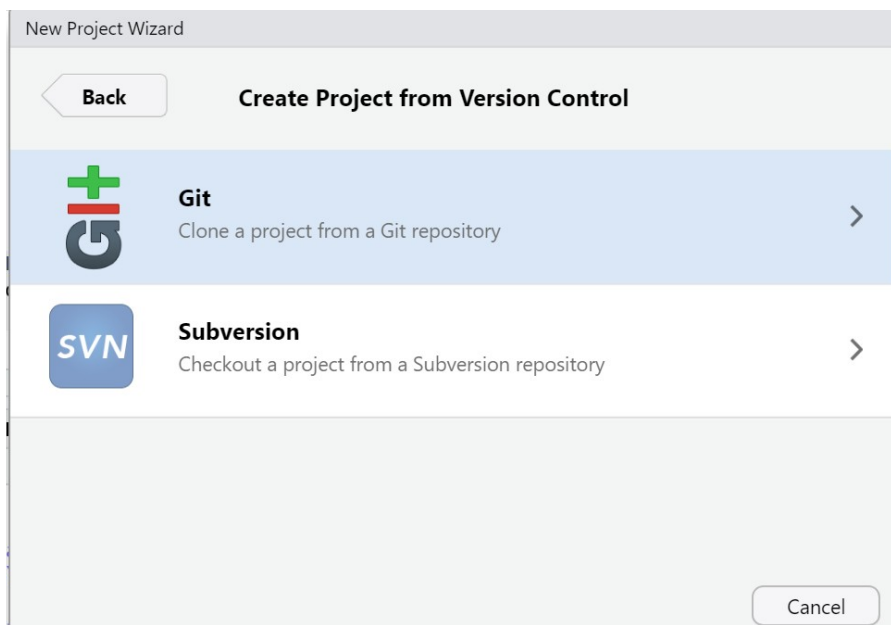 New Project Wizard
Back
Create Project from Version Control
Git
Git
Clone a project from a Git repository
SVN
Subversion
Checkout a project from a Subversion repository
Cancel